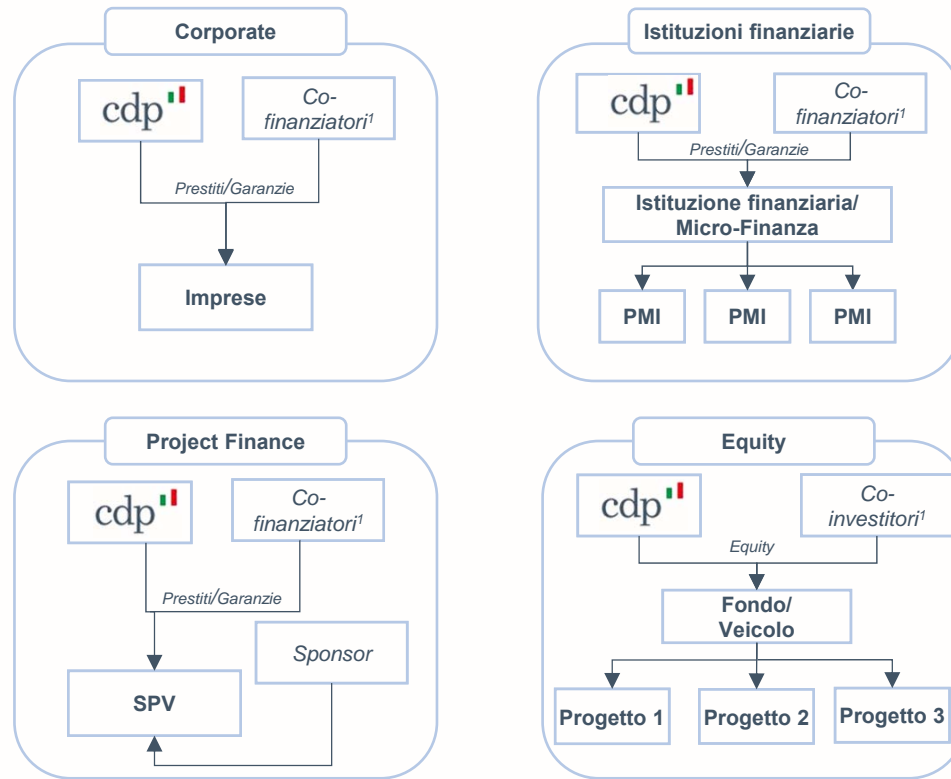 Corporate
cdp
Co-
finanziatori¹
Prestiti/Garanzie
Imprese
Istituzioni finanziarie
cdp
Co-
finanziatori¹
Prestiti/Garanzie
Istituzione finanziaria/
Micro-Finanza
PMI
PMI
PMI
Project Finance
cdp
Co-
finanziatori¹
Prestiti/Garanzie
Sponsor
SPV
Equity
cdp
Co-
investitori¹
Equity
Fondo/
Veicolo
Progetto 1
Progetto 2
Progetto 3